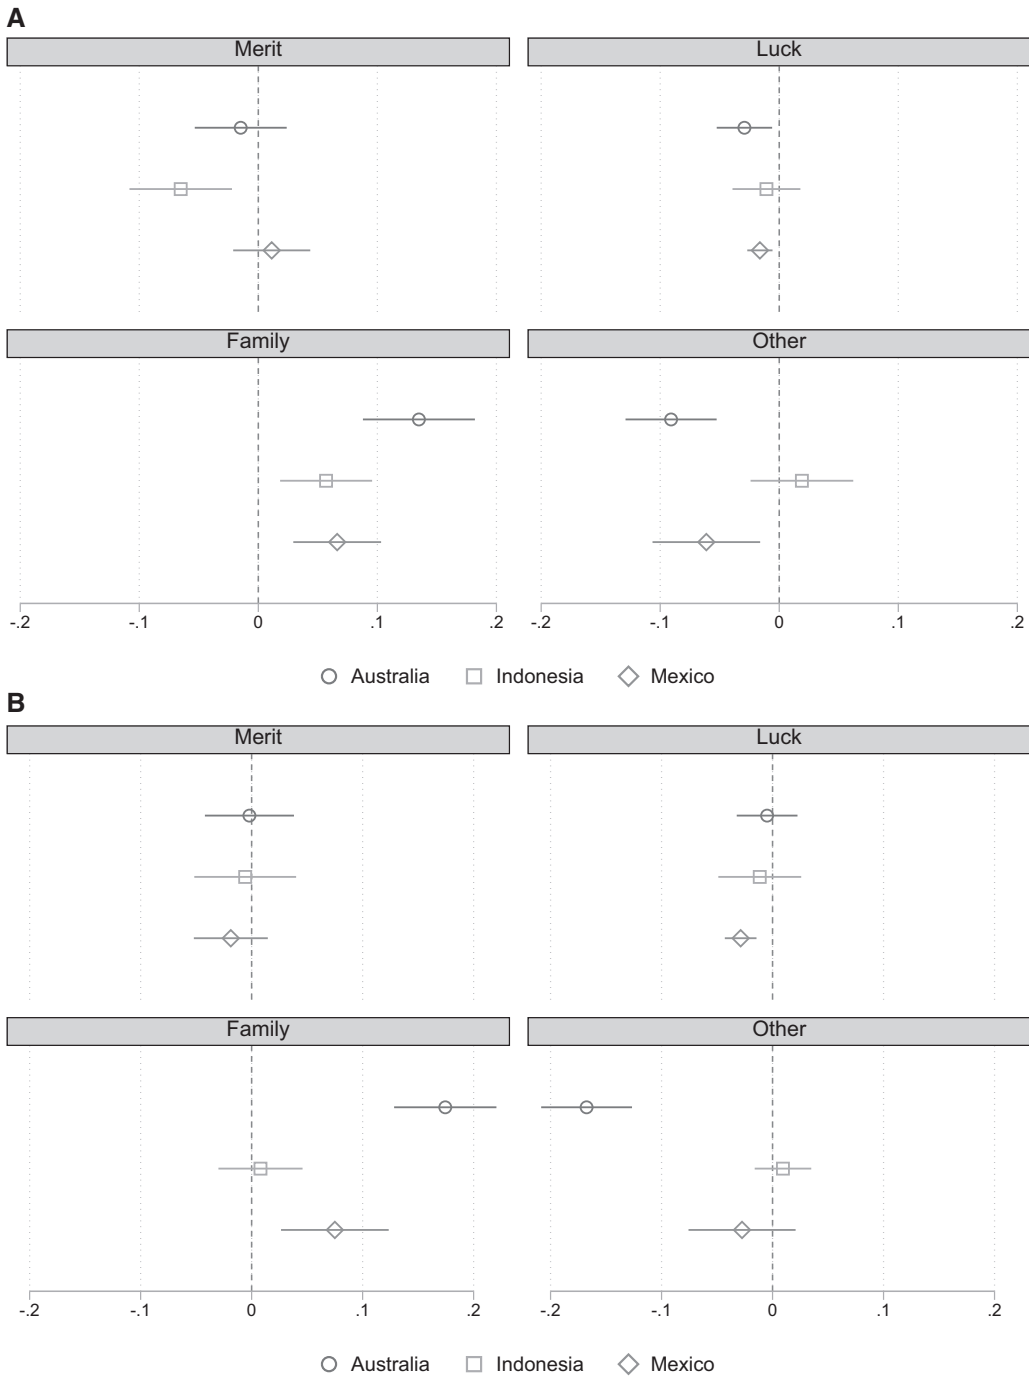 A
Merit Luck
Family Other
-.2 -.1 0 .1 .2 -.2 -.1 0 .1 .2
Australia Indonesia Mexico
B
Merit Luck
Family Other
-.2 -.1 0 .1 .2 -.2 -.1 0 .1 .2
Australia Indonesia Mexico